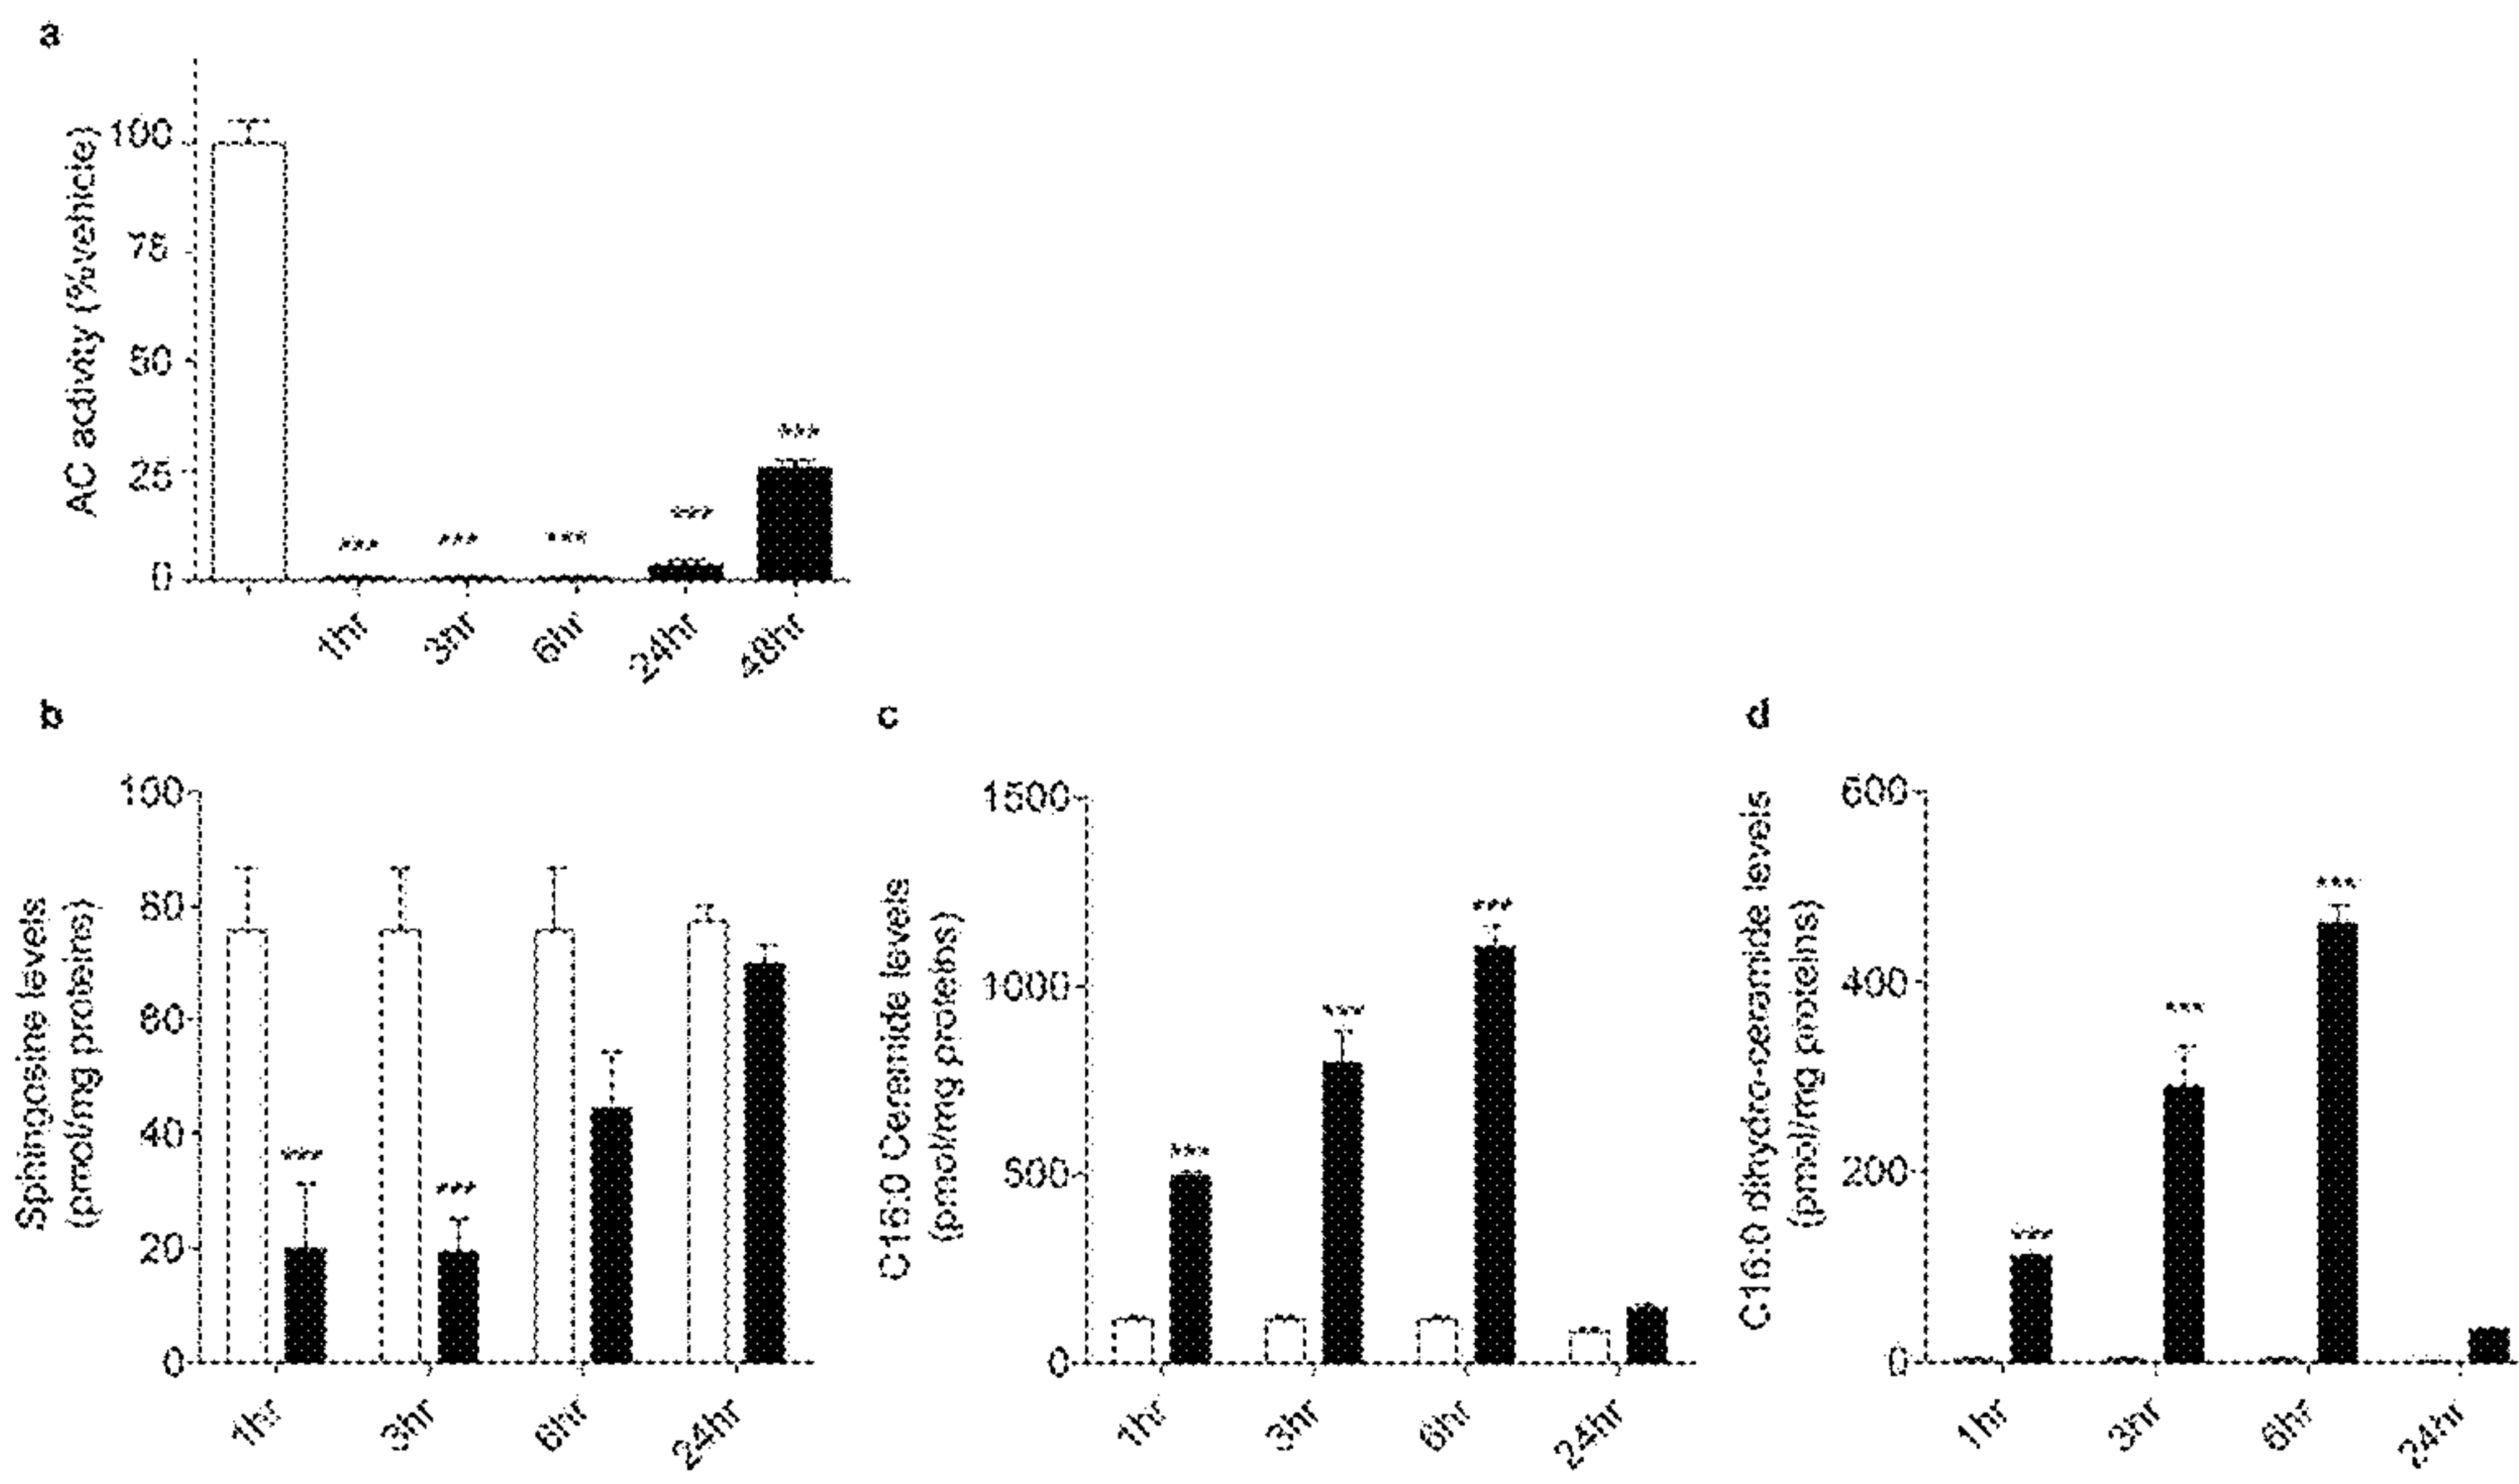 a
AC activity (%vehicle)
100
75
50
25
0
***
***
***
***
***
1hr
3hr
6hr
24hr
48hr
b
Sphingosine levels
(pmol/mg proteins)
100
80
60
40
20
0
***
***
1hr
3hr
6hr
24hr
c
C16:0 Ceremide levels
(pmol/mg proteins)
1500
1000
500
0
***
***
***
1hr
3hr
6hr
24hr
d
C16:0 dihydro-ceramide levels
(pmol/mg proteins)
600
400
200
0
***
***
***
1hr
3hr
6hr
24hr